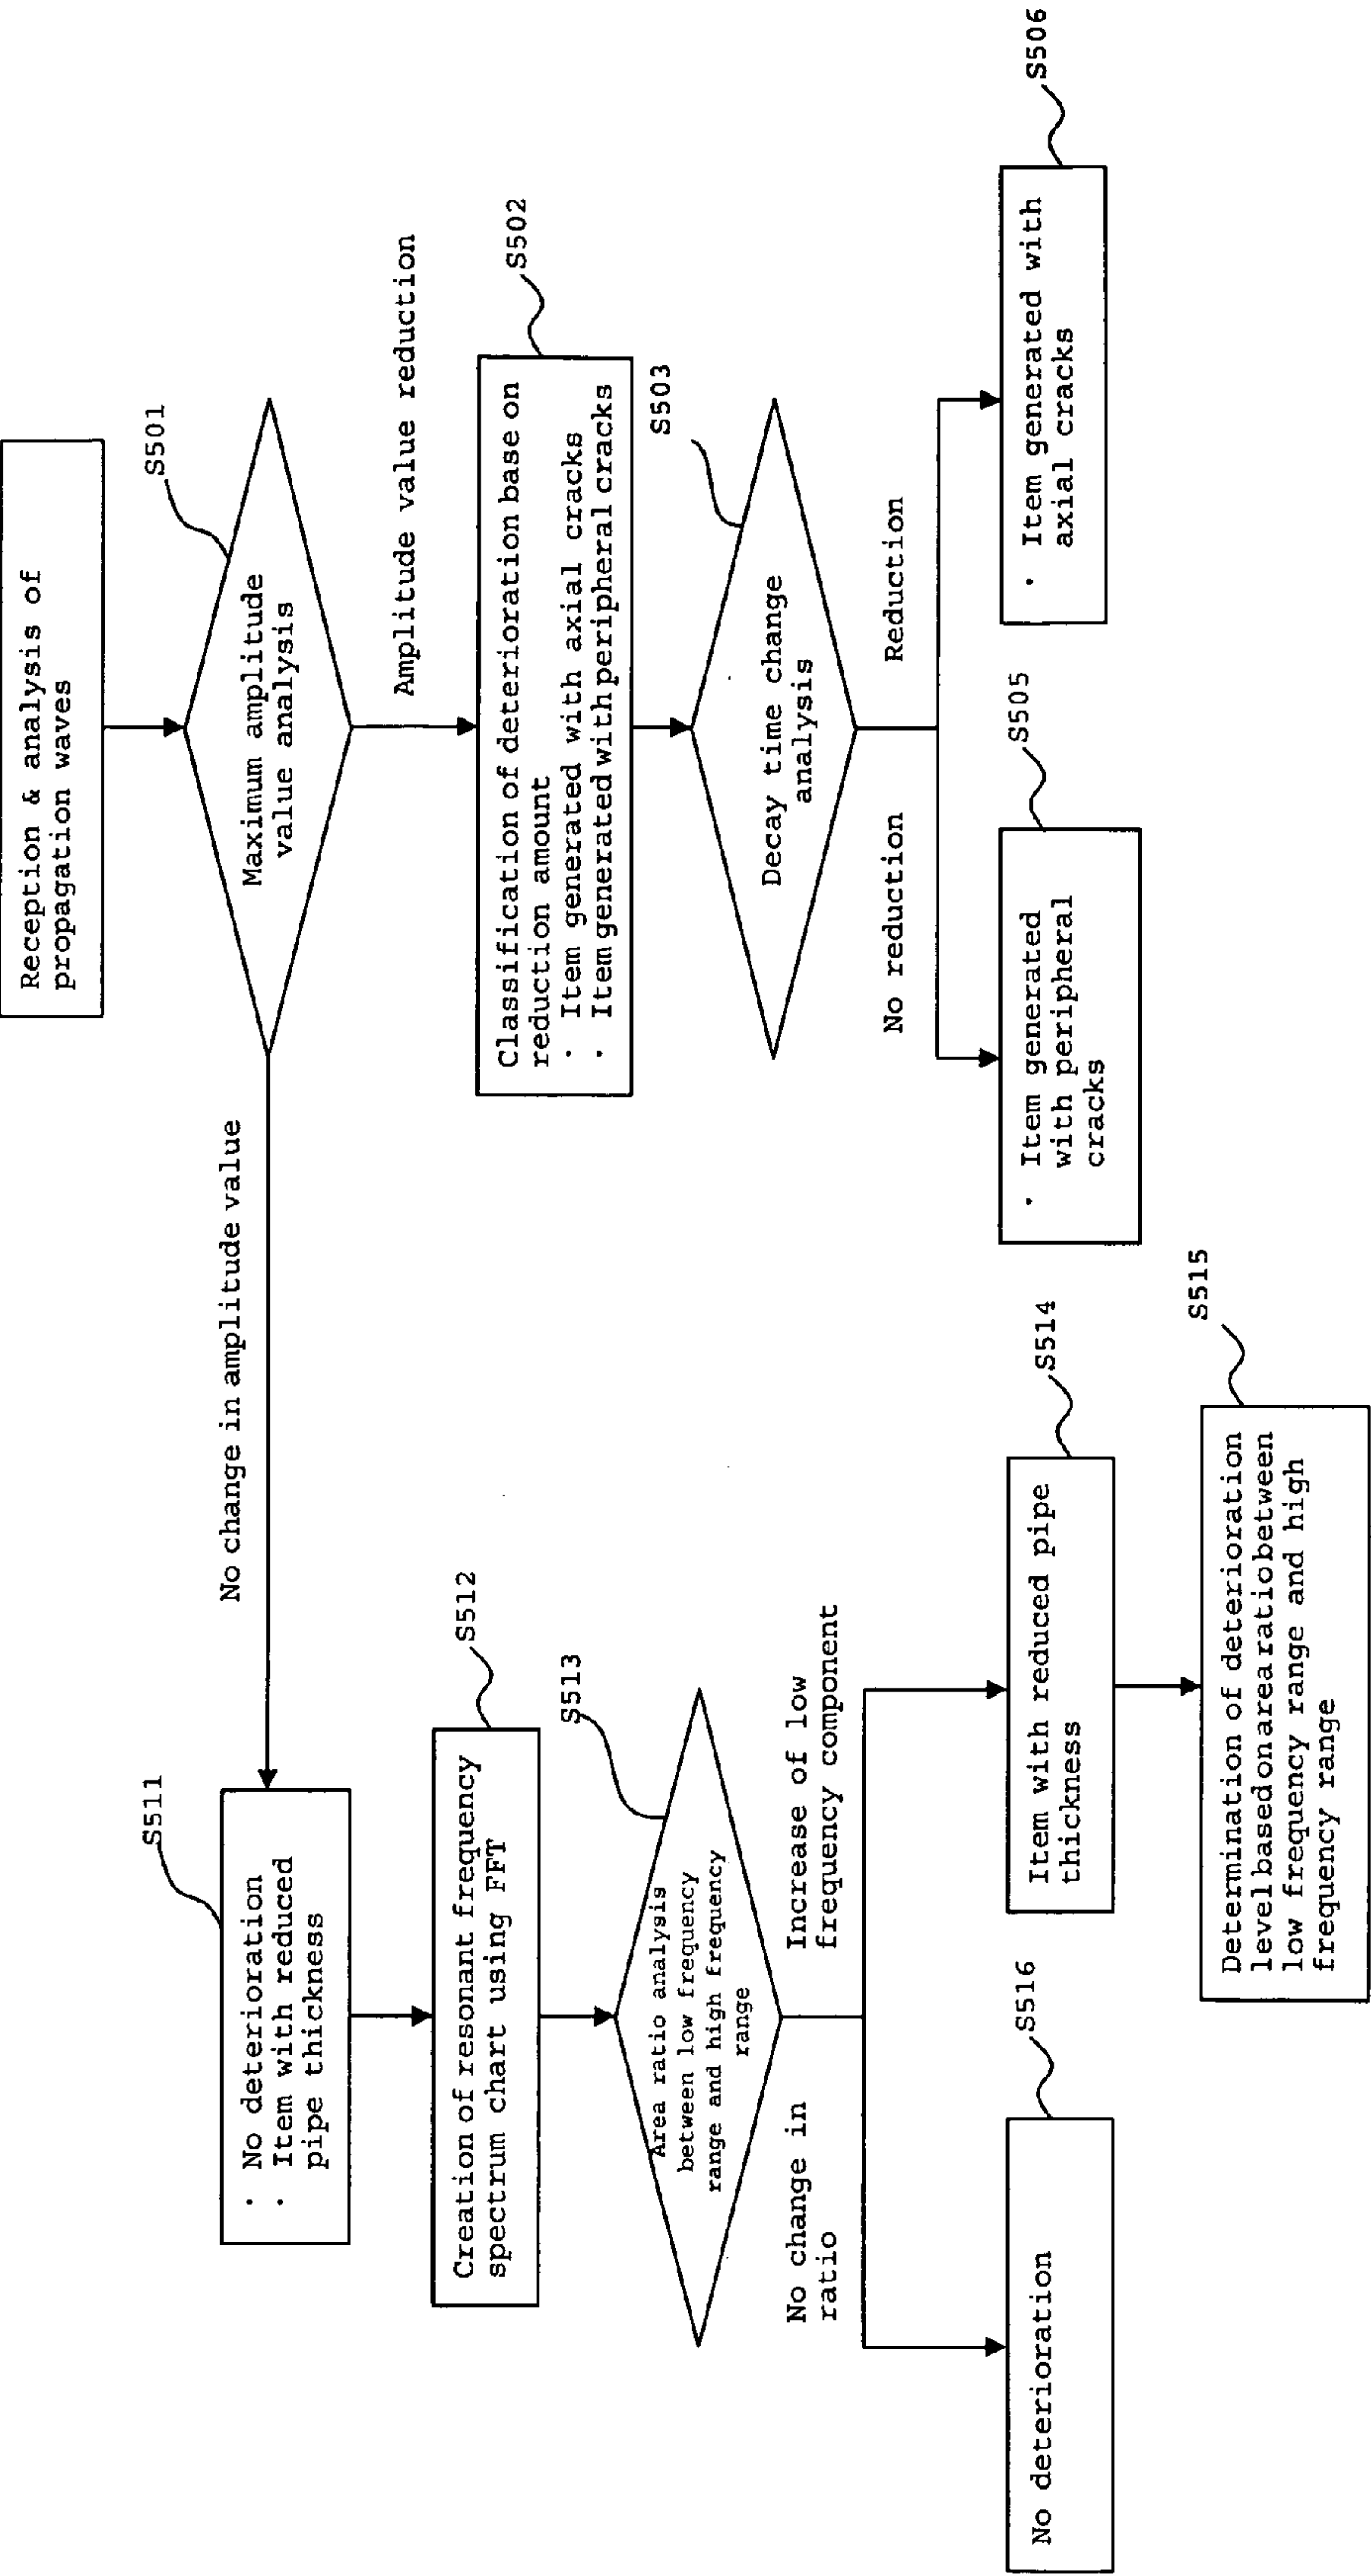 Reception & analysis of
propagation waves
S501
Maximum amplitude
value analysis
No change in amplitude value
Amplitude value reduction
S502
Classification of deterioration base on
reduction amount
· Item generated with axial cracks
· Item generated with peripheral cracks
S503
Decay time change
analysis
No reduction
Reduction
S505
· Item generated
with peripheral
cracks
S506
· Item generated with
axial cracks
S511
· No deterioration
· Item with reduced
pipe thickness
S512
Creation of resonant frequency
spectrum chart using FFT
S513
Area ratio analysis
between low frequency
range and high frequency
range
No change in
ratio
Increase of low
frequency component
S516
No deterioration
S514
Item with reduced pipe
thickness
S515
Determination of deterioration
level based on area ratio between
low frequency range and high
frequency range